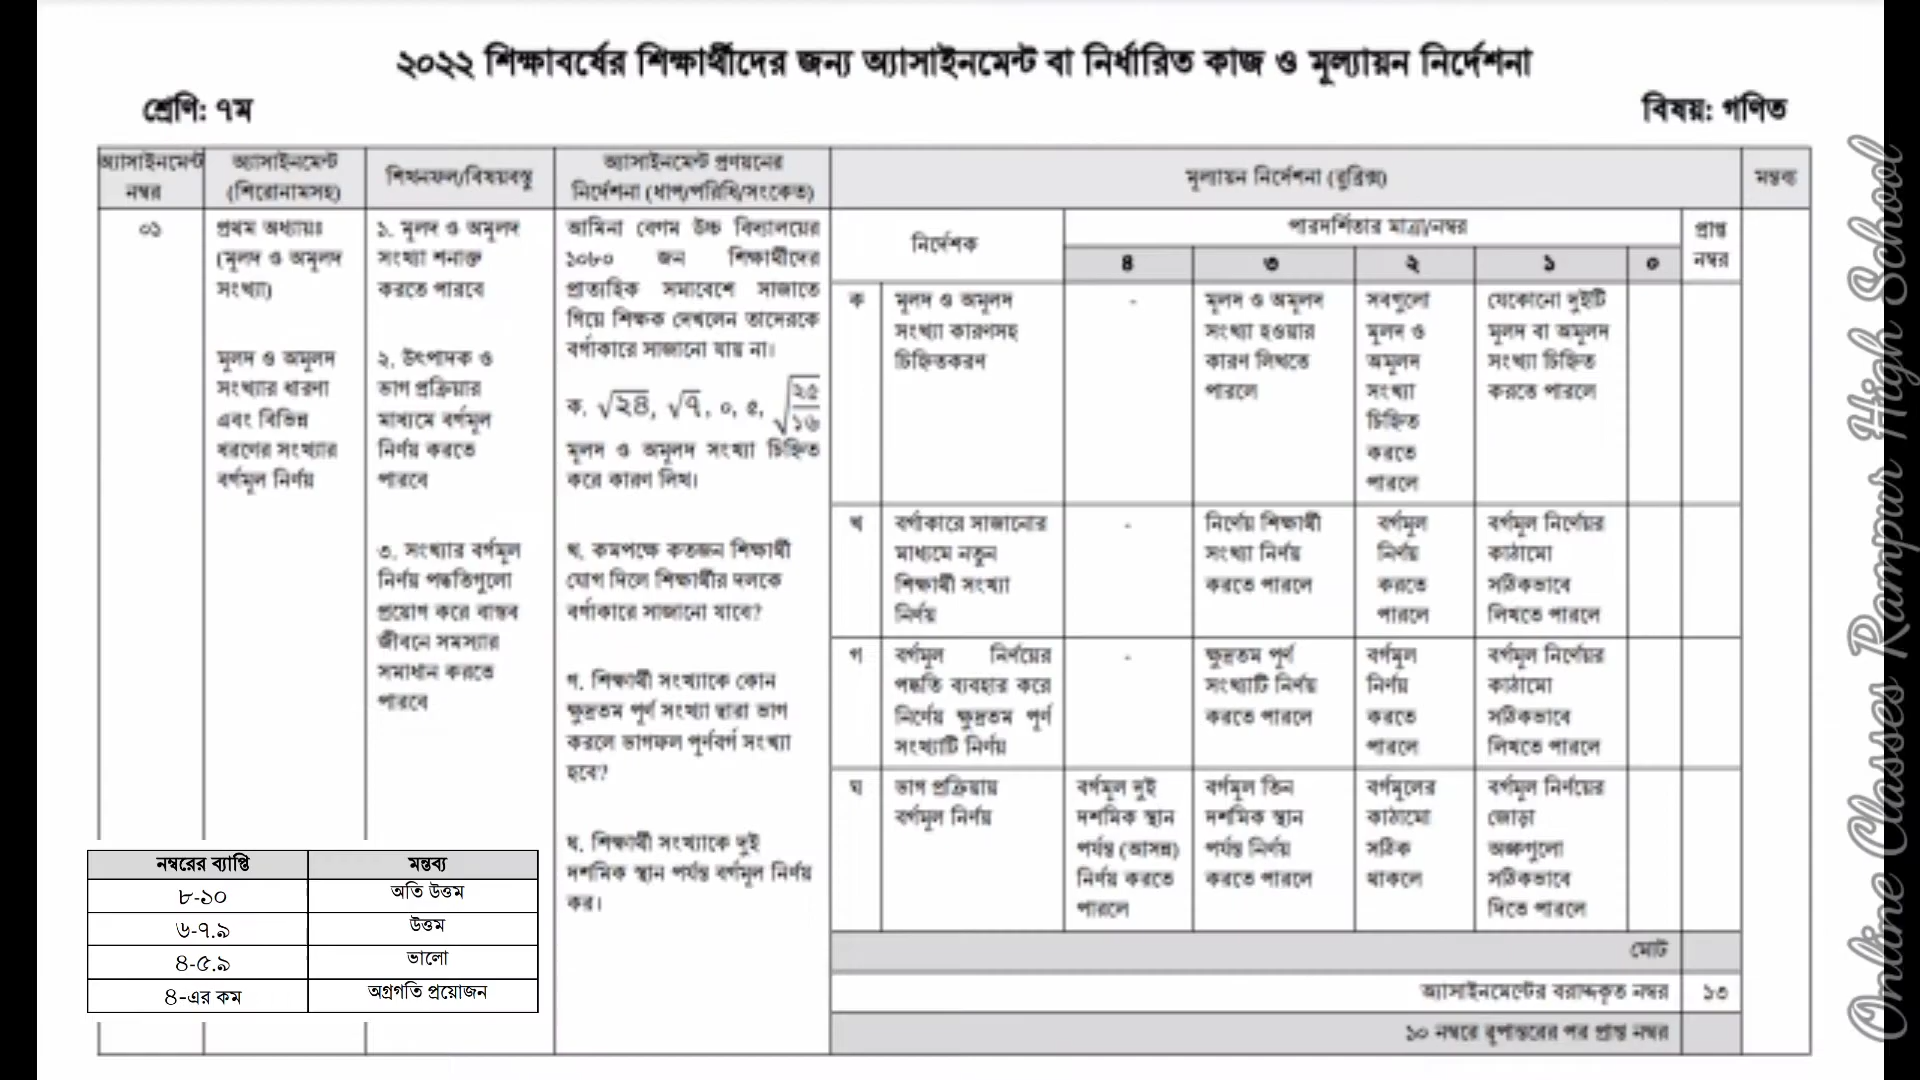 ২০২২ শিক্ষাবর্ষের শিক্ষার্থীদের জন্য অ্যাসাইনমেন্ট বা নির্ধারিত কাজ ও মূল্যায়ন নির্দেশনা
শ্রেণি: ৭ম
বিষয়: গণিত
অ্যাসাইনমেন্ট
নম্বর
অ্যাসাইনমেন্ট
(শিরোনামসহ)
শিখনফল/বিষয়বস্তু
অ্যাসাইনমেন্ট প্রণয়নের
নির্দেশনা (ধাপ/পরিধি/সংকেত)
মূল্যায়ন নির্দেশনা (রুব্রিক্স)
মন্তব্য
০১
প্রথম অধ্যায়ঃ
(মূলদ ও অমূলদ
সংখ্যা)
মূলদ ও অমূলদ
সংখ্যার ধারণা
এবং বিভিন্ন
ধরণের সংখ্যার
বর্গমূল নির্ণয়
১. মূলদ ও অমূলদ
সংখ্যা শনাক্ত
করতে পারবে
২. উৎপাদক ও
ভাগ প্রক্রিয়ার
মাধ্যমে বর্গমূল
নির্ণয় করতে
পারবে
৩. সংখ্যার বর্গমূল
নির্ণয় পদ্ধতিগুলো
প্রয়োগ করে বাস্তব
জীবনে সমস্যার
সমাধান করতে
পারবে
আমিনা বেগম উচ্চ বিদ্যালয়ের
১০৮০ জন শিক্ষার্থীদের
প্রাত্যহিক সমাবেশে সাজাতে
গিয়ে শিক্ষক দেখলেন তাদেরকে
বর্গাকারে সাজানো যায় না।
ক. √২৪, √৭, ০, ৫, √২৫/১৬
মূলদ ও অমূলদ সংখ্যা চিহ্নিত
করে কারণ লিখ।
খ. কমপক্ষে কতজন শিক্ষার্থী
যোগ দিলে শিক্ষার্থীর দলকে
বর্গাকারে সাজানো যাবে?
গ. শিক্ষার্থী সংখ্যাকে কোন
ক্ষুদ্রতম পূর্ণ সংখ্যা দ্বারা ভাগ
করলে ভাগফল পূর্ণবর্গ সংখ্যা
হবে?
ঘ. শিক্ষার্থী সংখ্যাকে দুই
দশমিক স্থান পর্যন্ত বর্গমূল নির্ণয়
কর।
নির্দেশক
পারদর্শিতার মাত্রা/নম্বর
প্রাপ্ত
নম্বর
৪ ৩ ২ ১ ০
ক
মূলদ ও অমূলদ
সংখ্যা কারণসহ
চিহ্নিতকরণ
-
মূলদ ও অমূলদ
সংখ্যা হওয়ার
কারণ লিখতে
পারলে
সবগুলো
মূলদ ও
অমূলদ
সংখ্যা
চিহ্নিত
করতে
পারলে
যেকোনো দুইটি
মূলদ বা অমূলদ
সংখ্যা চিহ্নিত
করতে পারলে
খ
বর্গাকারে সাজানোর
মাধ্যমে নতুন
শিক্ষার্থী সংখ্যা
নির্ণয়
-
নির্ণেয় শিক্ষার্থী
সংখ্যা নির্ণয়
করতে পারলে
বর্গমূল
নির্ণয়
করতে
পারলে
বর্গমূল নির্ণয়ের
কাঠামো
সঠিকভাবে
লিখতে পারলে
গ
বর্গমূল নির্ণয়ের
পদ্ধতি ব্যবহার করে
নির্ণেয় ক্ষুদ্রতম পূর্ণ
সংখ্যাটি নির্ণয়
-
ক্ষুদ্রতম পূর্ণ
সংখ্যাটি নির্ণয়
করতে পারলে
বর্গমূল
নির্ণয়
করতে
পারলে
বর্গমূল নির্ণেয়ের
কাঠামো
সঠিকভাবে
লিখতে পারলে
ঘ
ভাগ প্রক্রিয়ায়
বর্গমূল নির্ণয়
বর্গমূল দুই
দশমিক স্থান
পর্যন্ত (আসন্ন)
নির্ণয় করতে
পারলে
বর্গমূল তিন
দশমিক স্থান
পর্যন্ত নির্ণয়
করতে পারলে
বর্গমূলের
কাঠামো
সঠিক
থাকলে
বর্গমূল নির্ণয়ের
জোড়া
অঙ্কগুলো
সঠিকভাবে
দিতে পারলে
মোট
অ্যাসাইনমেন্টের বরাদ্দকৃত নম্বর ১৩
১০ নম্বরে রূপান্তরের পর প্রাপ্ত নম্বর
নম্বরের ব্যাপ্তি মন্তব্য
৮-১০ অতি উত্তম
৬-৭.৯ উত্তম
৪-৫.৯ ভালো
৪-এর কম অগ্রগতি প্রয়োজন
Online Classes Rampur High School